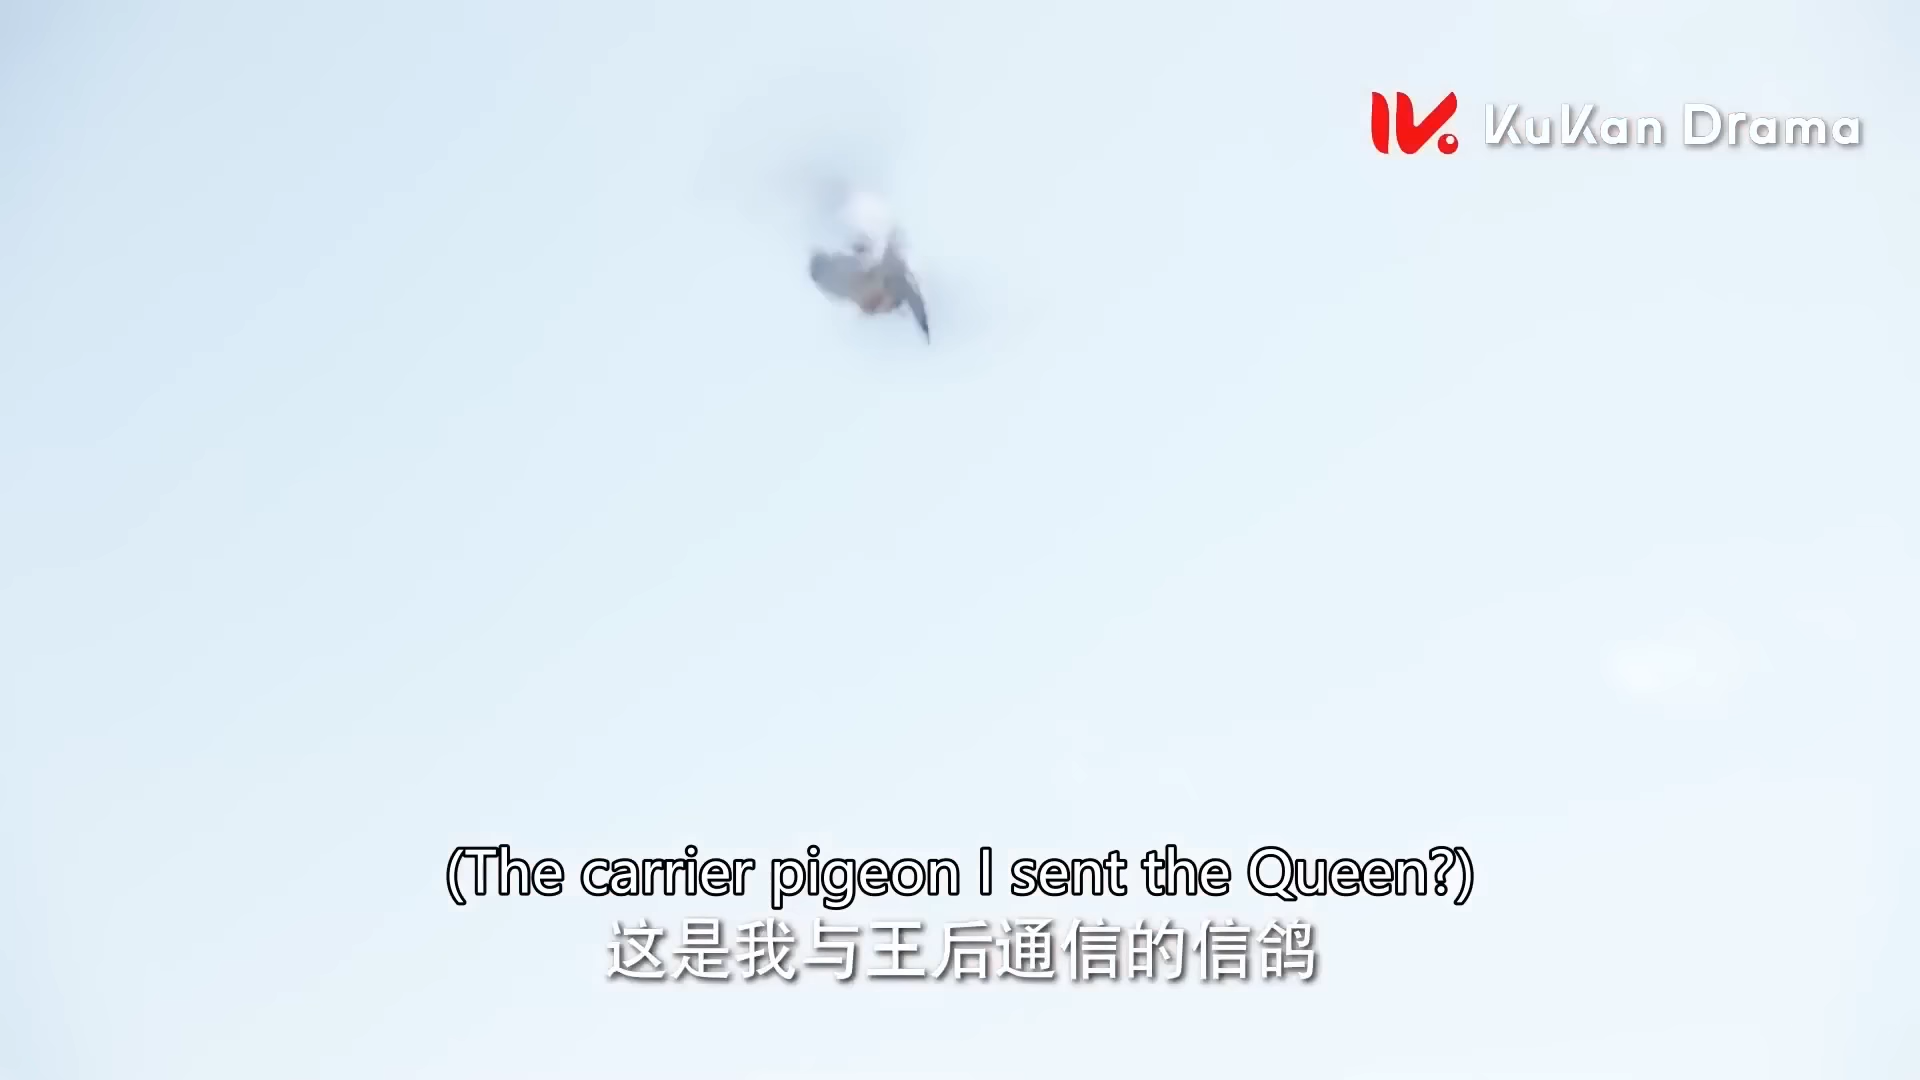 KuKan Drama
(The carrier pigeon I sent the Queen?)
这是我与王后通信的信鸽